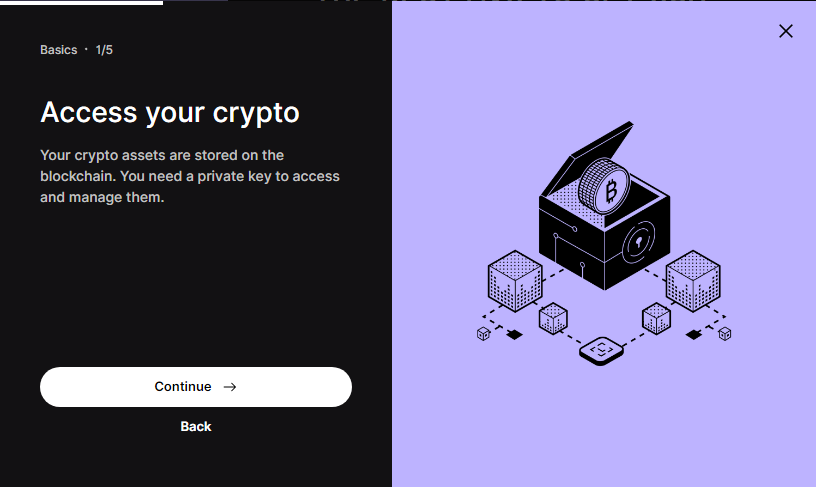 Basics · 1/5
Access your crypto
Your crypto assets are stored on the
blockchain. You need a private key to access
and manage them.
Continue →
Back